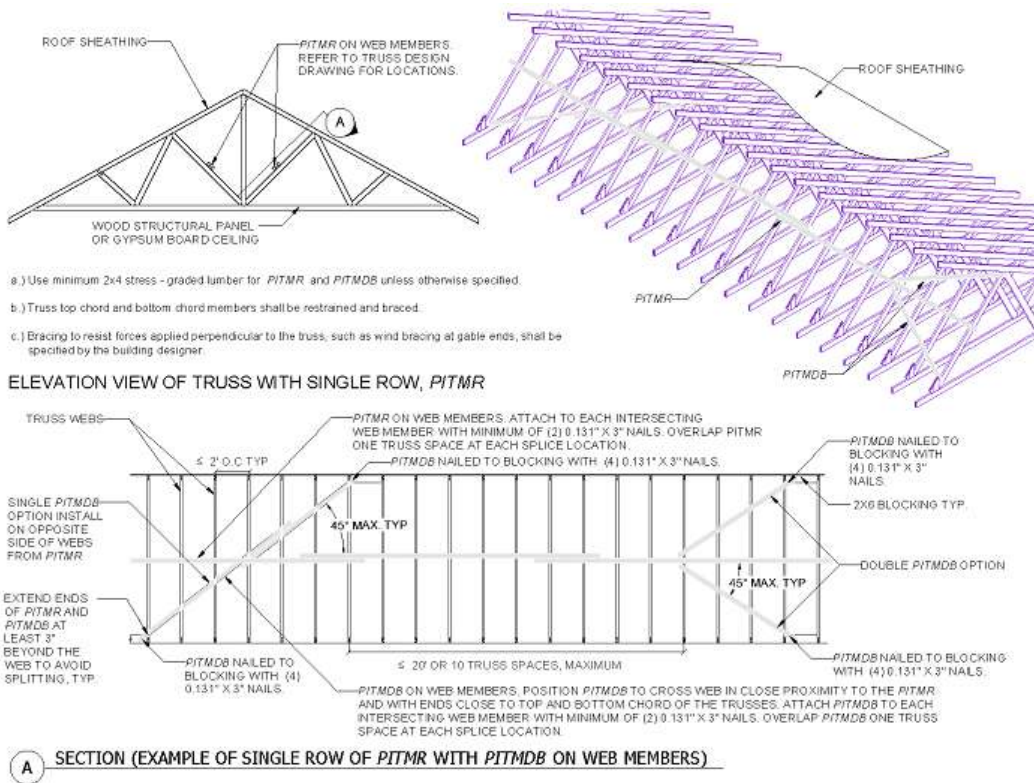 ROOF SHEATHING
PITMR ON WEB MEMBERS.
REFER TO TRUSS DESIGN
DRAWING FOR LOCATIONS.
A
ROOF SHEATHING
WOOD STRUCTURAL PANEL
OR GYPSUM BOARD CEILING
PITMR
PITMDB
a.) Use minimum 2x4 stress - graded lumber for PITMR and PITMDB unless otherwise specified.
b.) Truss top chord and bottom chord members shall be restrained and braced.
c.) Bracing to resist forces applied perpendicular to the truss, such as wind bracing at gable ends, shall be
specified by the building designer.
ELEVATION VIEW OF TRUSS WITH SINGLE ROW, PITMR
TRUSS WEBS
PITMR ON WEB MEMBERS. ATTACH TO EACH INTERSECTING
WEB MEMBER WITH MINIMUM OF (2) 0.131" X 3" NAILS. OVERLAP PITMR
ONE TRUSS SPACE AT EACH SPLICE LOCATION.
PITMDB NAILED TO BLOCKING WITH (4) 0.131" X 3" NAILS.
PITMDB NAILED TO
BLOCKING WITH
(4) 0.131" X 3"
NAILS.
≤ 2' O.C TYP
2X6 BLOCKING TYP.
SINGLE PITMDB
OPTION INSTALL
ON OPPOSITE
SIDE OF WEBS
FROM PITMR
45° MAX. TYP
45° MAX. TYP
DOUBLE PITMDB OPTION
EXTEND ENDS
OF PITMR AND
PITMDB AT
LEAST 3"
BEYOND THE
WEB TO AVOID
SPLITTING, TYP.
PITMDB NAILED TO
BLOCKING WITH (4)
0.131" X 3" NAILS.
≤ 20' OR 10 TRUSS SPACES, MAXIMUM
PITMDB NAILED TO BLOCKING
WITH (4) 0.131" X 3" NAILS.
PITMDB ON WEB MEMBERS. POSITION PITMDB TO CROSS WEB IN CLOSE PROXIMITY TO THE PITMR
AND WITH ENDS CLOSE TO TOP AND BOTTOM CHORD OF THE TRUSSES. ATTACH PITMDB TO EACH
INTERSECTING WEB MEMBER WITH MINIMUM OF (2) 0.131" X 3" NAILS. OVERLAP PITMDB ONE TRUSS
SPACE AT EACH SPLICE LOCATION.
A
SECTION (EXAMPLE OF SINGLE ROW OF PITMR WITH PITMDB ON WEB MEMBERS)